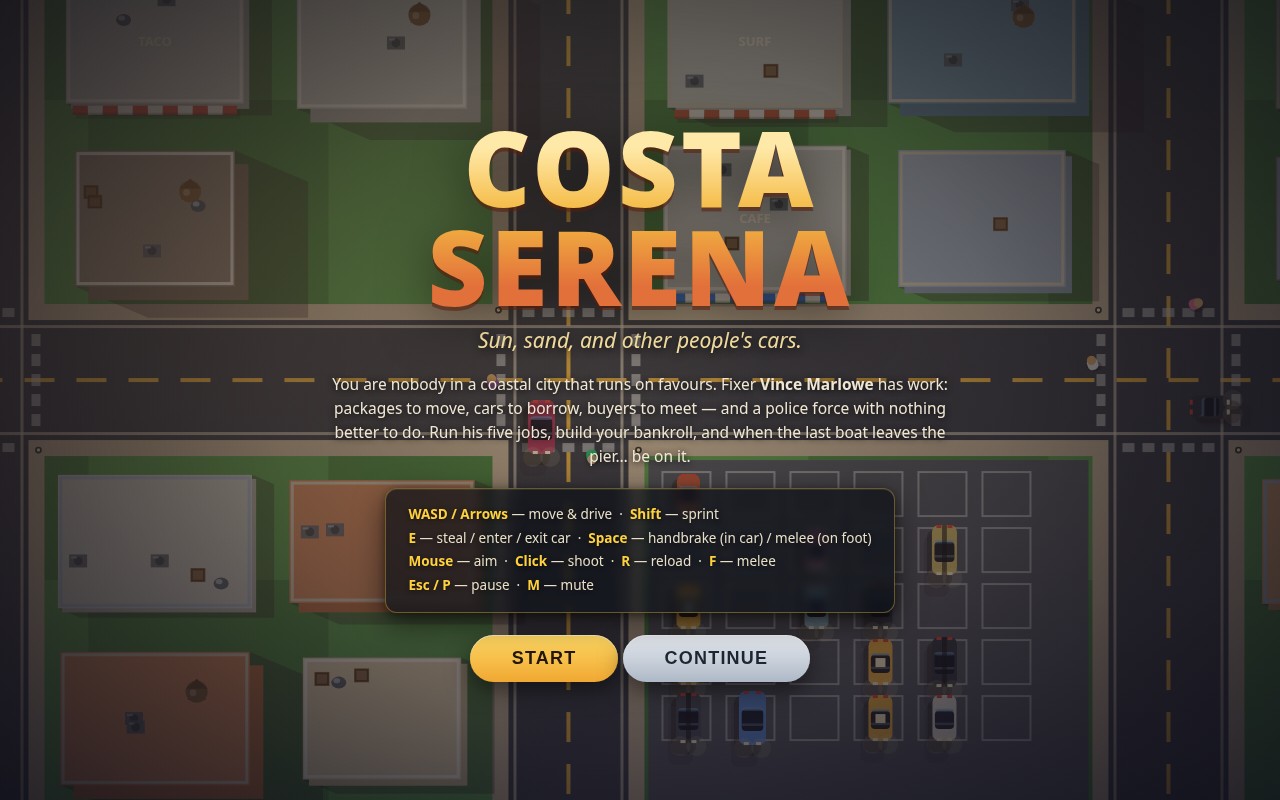 TACO
SURF
COSTA
CAFE
SERENA
Sun, sand, and other people's cars.
You are nobody in a coastal city that runs on favours. Fixer Vince Marlowe has work:
packages to move, cars to borrow, buyers to meet — and a police force with nothing
better to do. Run his five jobs, build your bankroll, and when the last boat leaves the
pier... be on it.
WASD / Arrows — move & drive · Shift — sprint
E — steal / enter / exit car · Space — handbrake (in car) / melee (on foot)
Mouse — aim · Click — shoot · R — reload · F — melee
Esc / P — pause · M — mute
START
CONTINUE